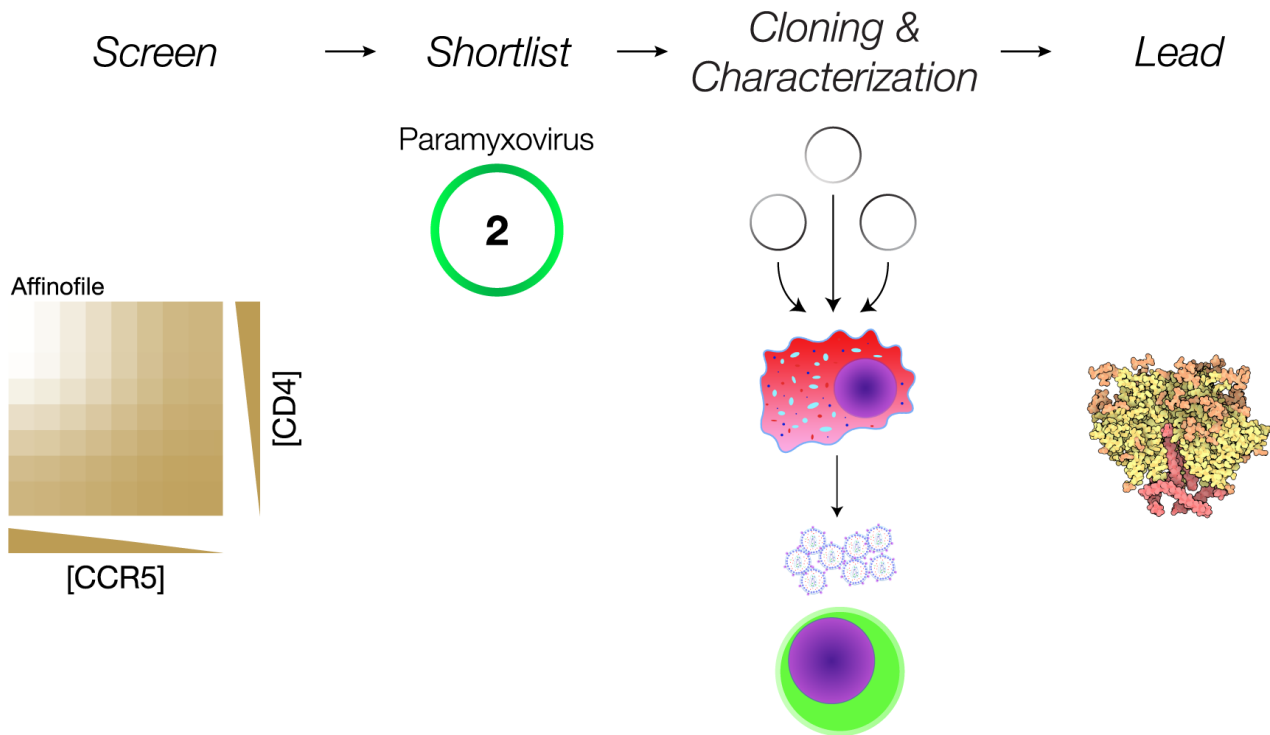 Screen
Shortlist
Cloning &
Characterization
Lead
Paramyxovirus
2
Affinofile
[CD4]
[CCR5]